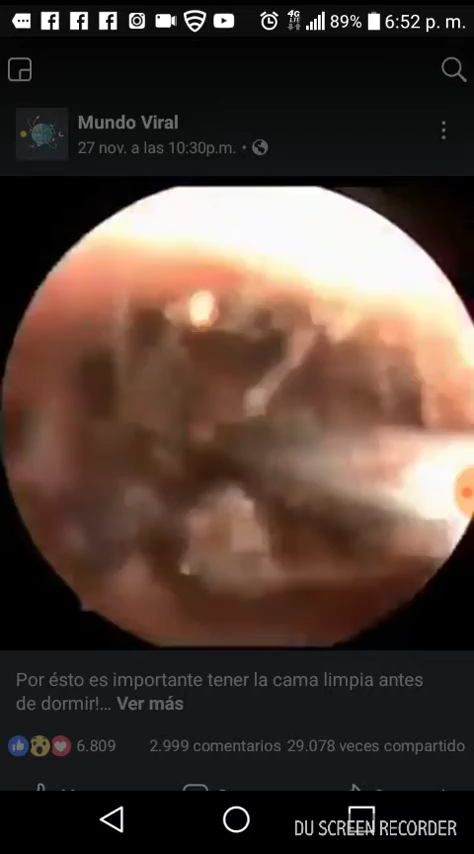 89% 6:52 p. m.
Mundo Viral
27 nov. a las 10:30p.m. •
Por ésto es importante tener la cama limpia antes
de dormir!... Ver más
6.809 2.999 comentarios 29.078 veces compartido
DU SCREEN RECORDER